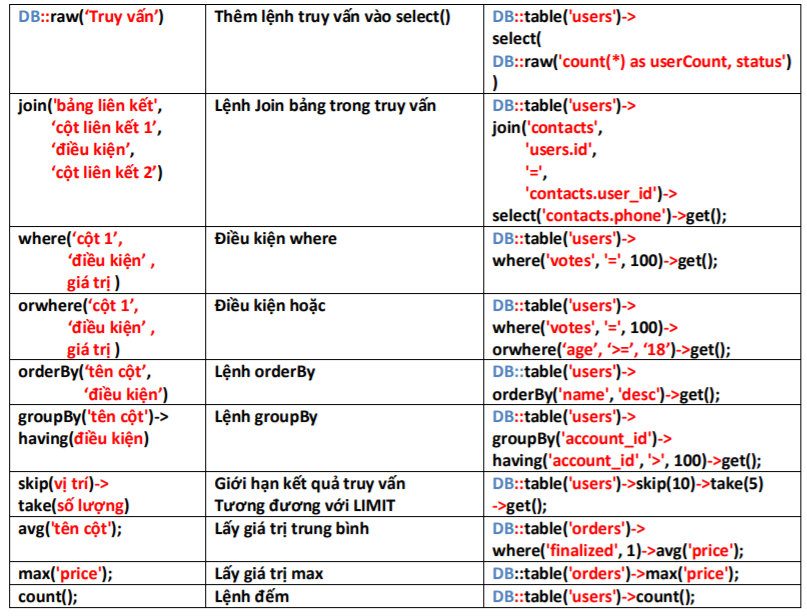 DB::raw(‘Truy vấn’)
Thêm lệnh truy vấn vào select()
DB::table('users')->
select(
DB::raw('count(*) as userCount, status')
)
join('bảng liên kết',
‘cột liên kết 1’,
‘điều kiện’,
‘cột liên kết 2’)
Lệnh Join bảng trong truy vấn
DB::table('users')->
join('contacts',
'users.id',
'=',
'contacts.user_id')->
select('contacts.phone')->get();
where(‘cột 1’,
‘điều kiện’ ,
giá trị )
Điều kiện where
DB::table('users')->
where('votes', '=', 100)->get();
orwhere(‘cột 1’,
‘điều kiện’ ,
giá trị )
Điều kiện hoặc
DB::table('users')->
where('votes', '=', 100)->
orwhere(‘age’, ‘>=’, ‘18’)->get();
orderBy(‘tên cột’,
‘điều kiện’)
Lệnh orderBy
DB::table('users')->
orderBy('name', 'desc')->get();
groupBy('tên cột')->
having(điều kiện)
Lệnh groupBy
DB::table('users')->
groupBy('account_id')->
having('account_id', '>', 100)->get();
skip(vị trí)->
take(số lượng)
Giới hạn kết quả truy vấn
Tương đương với LIMIT
DB::table('users')->skip(10)->take(5)
->get();
avg('tên cột');
Lấy giá trị trung bình
DB::table('orders')->
where('finalized', 1)->avg('price');
max('price');
Lấy giá trị max
DB::table('orders')->max('price');
count();
Lệnh đếm
DB::table('users')->count();